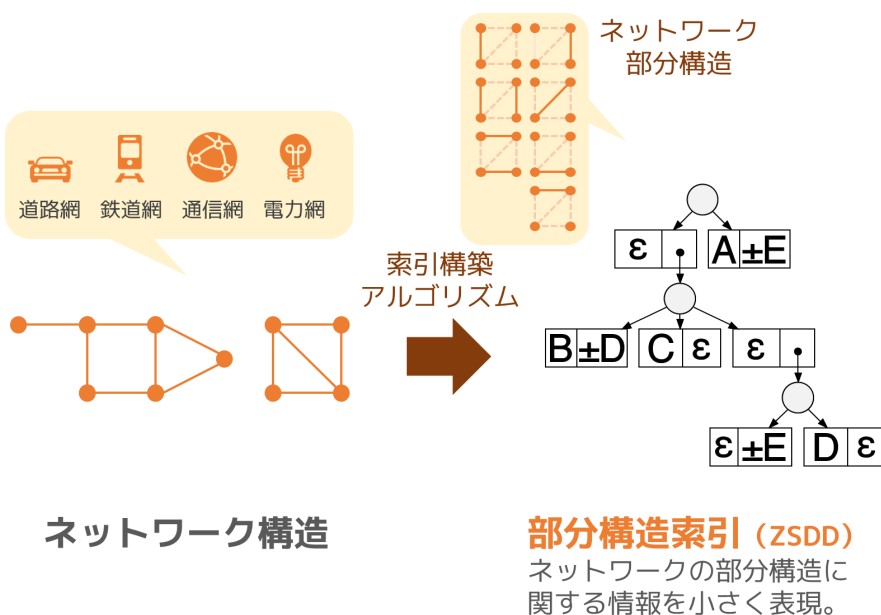 ネットワーク
部分構造
道路網 鉄道網 通信網 電力網
索引構築
アルゴリズム
ε A ±E
B ±D C ε ε
ε ±E D ε
ネットワーク構造
部分構造索引（ZSDD）
ネットワークの部分構造に
関する情報を小さく表現。